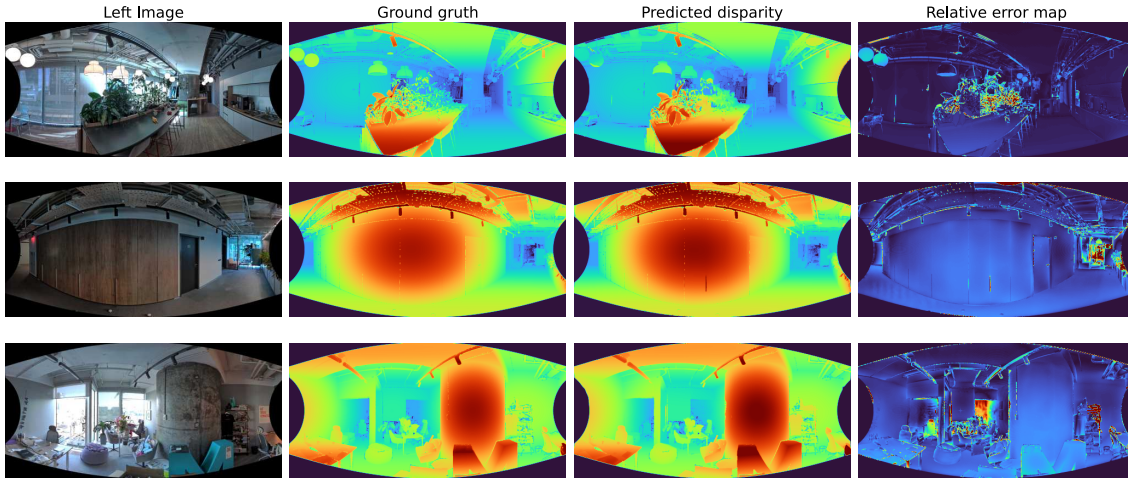 Left Image
Ground gruth
Predicted disparity
Relative error map